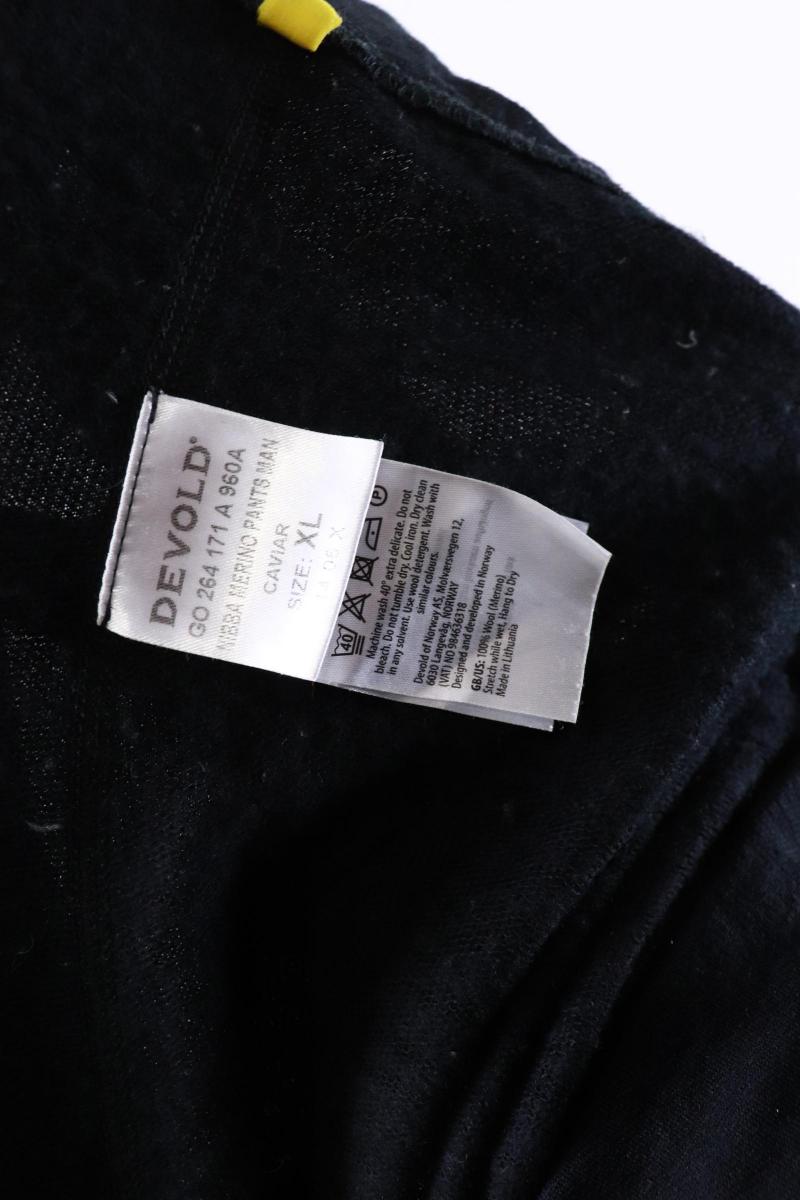 DEVOLD®
GO 264 171 A 960A
NIBBA MERINO PANTS MAN
CAVIAR
SIZE: XL
40
P
Machine wash 40° extra delicate. Do not
bleach. Do not tumble dry. Cool iron. Dry clean
in any solvent. Use wool detergent. Wash with
similar colours.
Devold of Norway AS, Molværsvegen 12,
6030 Langevåg, NORWAY
(VAT) NO 984636318
Designed and developed in Norway
GB/US: 100% Wool (Merino)
Stretch while wet, Hang to Dry
Made in Lithuania